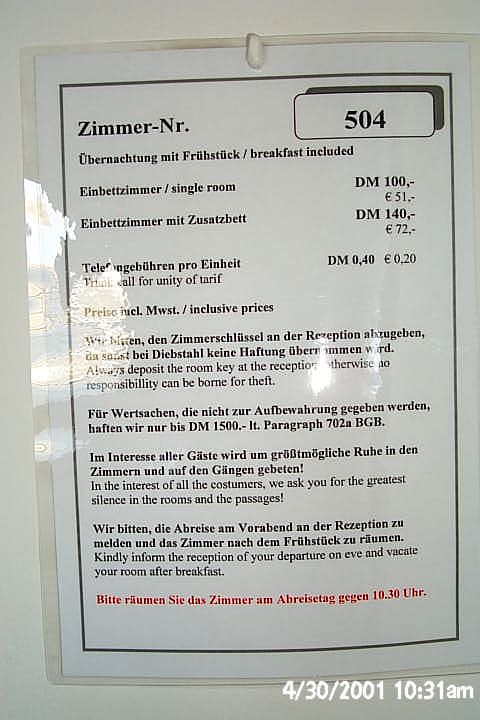 Zimmer-Nr. 504
Übernachtung mit Frühstück / breakfast included
Einbettzimmer / single room DM 100,-
€ 51,-
Einbettzimmer mit Zusatzbett DM 140,-
€ 72,-
Telefongebühren pro Einheit DM 0,40 € 0,20
Trunk call for unity of tarif
Preise incl. Mwst. / inclusive prices
Wir bitten, den Zimmerschlüssel an der Rezeption abzugeben,
da sonst bei Diebstahl keine Haftung übernommen wird.
Always deposit the room key at the reception otherwise no
responsibillity can be borne for theft.
Für Wertsachen, die nicht zur Aufbewahrung gegeben werden,
haften wir nur bis DM 1500.- lt. Paragraph 702a BGB.
Im Interesse aller Gäste wird um größtmögliche Ruhe in den
Zimmern und auf den Gängen gebeten!
In the interest of all the costumers, we ask you for the greatest
silence in the rooms and the passages!
Wir bitten, die Abreise am Vorabend an der Rezeption zu
melden und das Zimmer nach dem Frühstück zu räumen.
Kindly inform the reception of your departure on eve and vacate
your room after breakfast.
Bitte räumen Sie das Zimmer am Abreisetag gegen 10.30 Uhr.
4/30/2001 10:31am